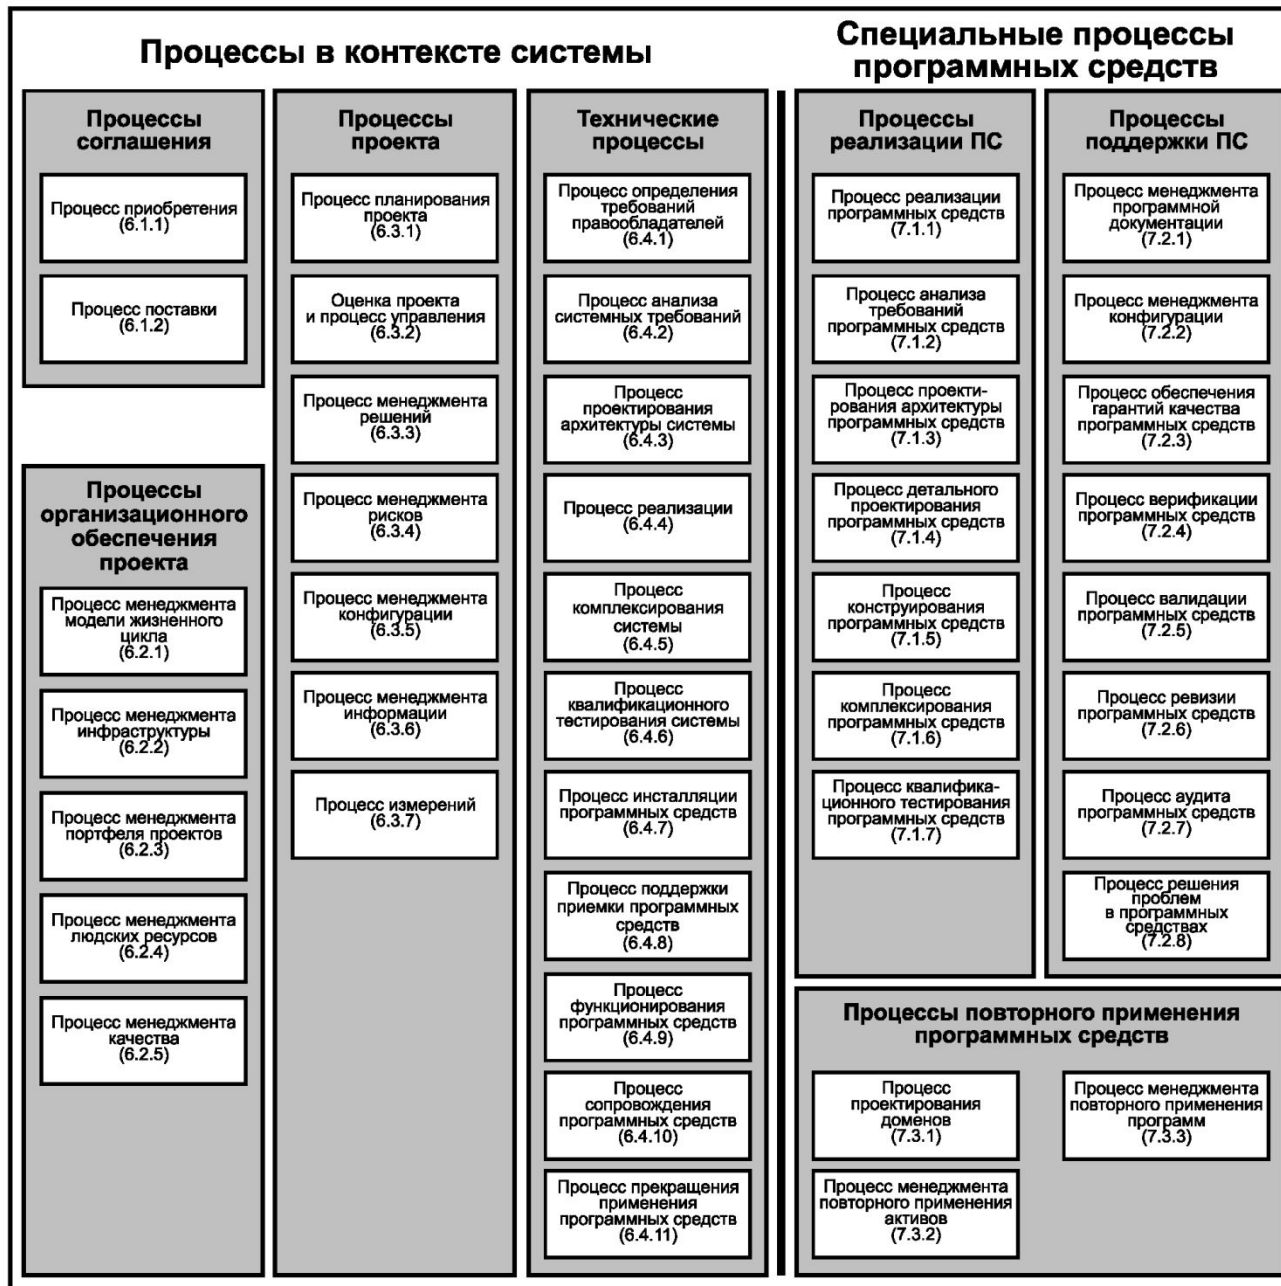 Процессы в контексте системы
Специальные процессы
программных средств
Процессы
соглашения
Процесс приобретения
(6.1.1)
Процесс поставки
(6.1.2)
Процессы
организационного
обеспечения
проекта
Процесс менеджмента
модели жизненного
цикла
(6.2.1)
Процесс менеджмента
инфраструктуры
(6.2.2)
Процесс менеджмента
портфеля проектов
(6.2.3)
Процесс менеджмента
людских ресурсов
(6.2.4)
Процесс менеджмента
качества
(6.2.5)
Процессы
проекта
Процесс планирования
проекта
(6.3.1)
Оценка проекта
и процесс управления
(6.3.2)
Процесс менеджмента
решений
(6.3.3)
Процесс менеджмента
рисков
(6.3.4)
Процесс менеджмента
конфигурации
(6.3.5)
Процесс менеджмента
информации
(6.3.6)
Процесс измерений
(6.3.7)
Технические
процессы
Процесс определения
требований
правообладателей
(6.4.1)
Процесс анализа
системных требований
(6.4.2)
Процесс
проектирования
архитектуры системы
(6.4.3)
Процесс реализации
(6.4.4)
Процесс
комплексирования
системы
(6.4.5)
Процесс
квалификационного
тестирования системы
(6.4.6)
Процесс инсталляции
программных средств
(6.4.7)
Процесс поддержки
приемки программных
средств
(6.4.8)
Процесс
функционирования
программных средств
(6.4.9)
Процесс
сопровождения
программных средств
(6.4.10)
Процесс прекращения
применения
программных средств
(6.4.11)
Процессы
реализации ПС
Процесс реализации
программных средств
(7.1.1)
Процесс анализа
требований
программных средств
(7.1.2)
Процесс проекти-
рования архитектуры
программных средств
(7.1.3)
Процесс детального
проектирования
программных средств
(7.1.4)
Процесс
конструирования
программных средств
(7.1.5)
Процесс
комплексирования
программных средств
(7.1.6)
Процесс квалифика-
ционного тестирования
программных средств
(7.1.7)
Процессы
поддержки ПС
Процесс менеджмента
программной
документации
(7.2.1)
Процесс менеджмента
конфигурации
(7.2.2)
Процесс обеспечения
гарантий качества
программных средств
(7.2.3)
Процесс верификации
программных средств
(7.2.4)
Процесс валидации
программных средств
(7.2.5)
Процесс ревизии
программных средств
(7.2.6)
Процесс аудита
программных средств
(7.2.7)
Процесс решения
проблем
в программных
средствах
(7.2.8)
Процессы повторного применения
программных средств
Процесс
проектирования
доменов
(7.3.1)
Процесс менеджмента
повторного применения
активов
(7.3.2)
Процесс менеджмента
повторного применения
программ
(7.3.3)